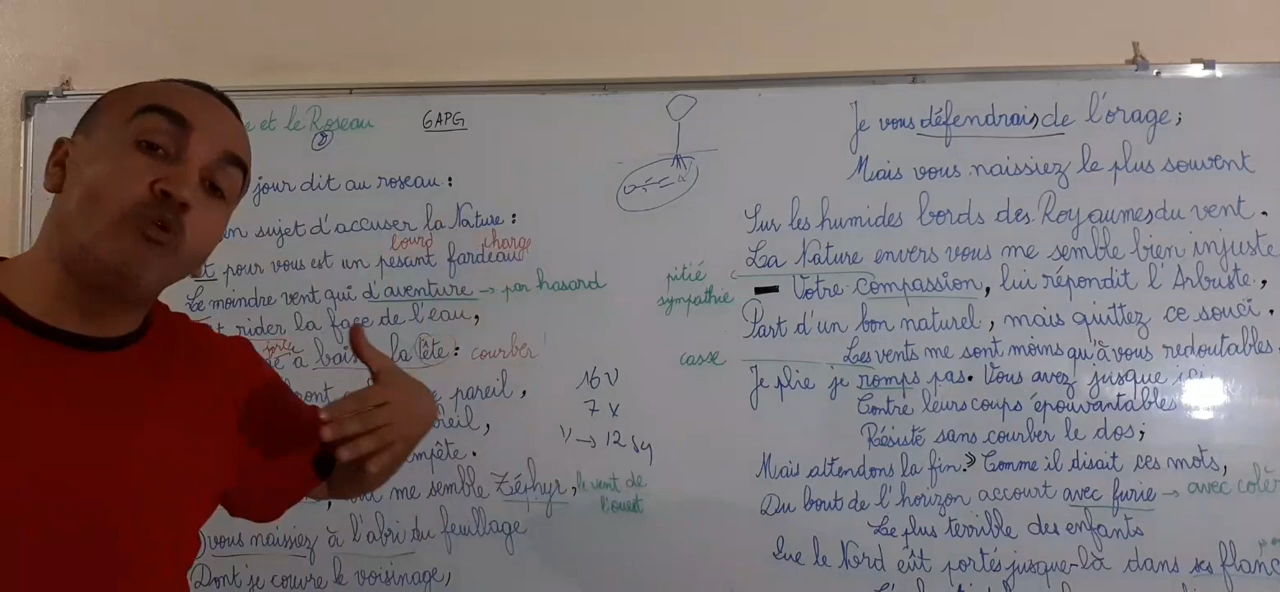 et le Roseau
2
6APG
jour dit au roseau :
sujet d'accuser la Nature :
lourd charge
pour vous est un pesant fardeau
Le moindre vent qui d'aventure → par hasard
rider la face de l'eau,
à baisser la tête : courber
pareil,
16V
7 x
V → 12 sy
me semble Zéphyr, le vent de l'ouest
vous naissiez à l'abri du feuillage
Dont je couvre le voisinage,
Je vous défendrais de l'orage ;
Mais vous naissiez le plus souvent
Sur les humides bords des Royaumes du vent.
La Nature envers vous me semble bien injuste
pitié
sympathie
– Votre compassion, lui répondit l'Arbuste,
Part d'un bon naturel, mais quittez ce souci.
Les vents me sont moins qu'à vous redoutables.
casse
Je plie je romps pas. Vous avez jusque ici
Contre leurs coups épouvantables
Résisté sans courber le dos ;
Mais attendons la fin. » Comme il disait ces mots,
Du bout de l'horizon accourt avec furie → avec colè
Le plus terrible des enfants
Que le Nord eût portés jusque-là dans ses flanc